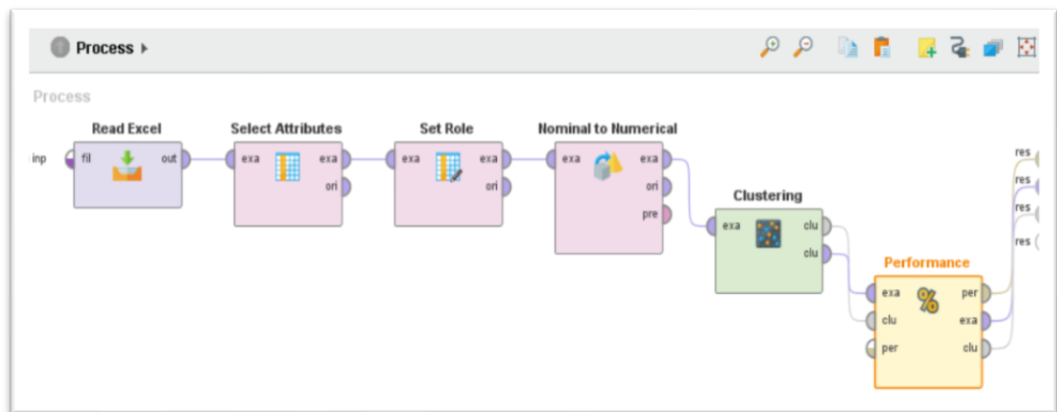 Process
Process
Read Excel
inp
fil
out
Select Attributes
exa
exa
ori
Set Role
exa
exa
ori
Nominal to Numerical
exa
exa
ori
pre
Clustering
exa
clu
clu
Performance
exa
per
clu
exa
per
clu
%
res
res
res
res